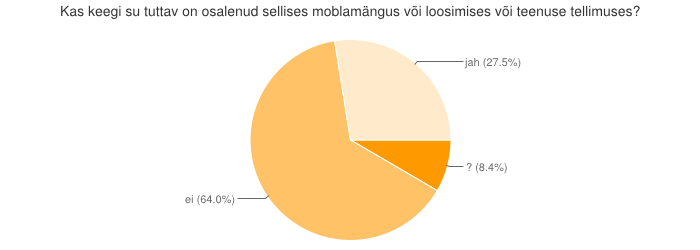 Kas keegi su tuttav on osalenud sellises moblamängus või loosimises või teenuse tellimuses?
jah (27.5%)
? (8.4%)
ei (64.0%)